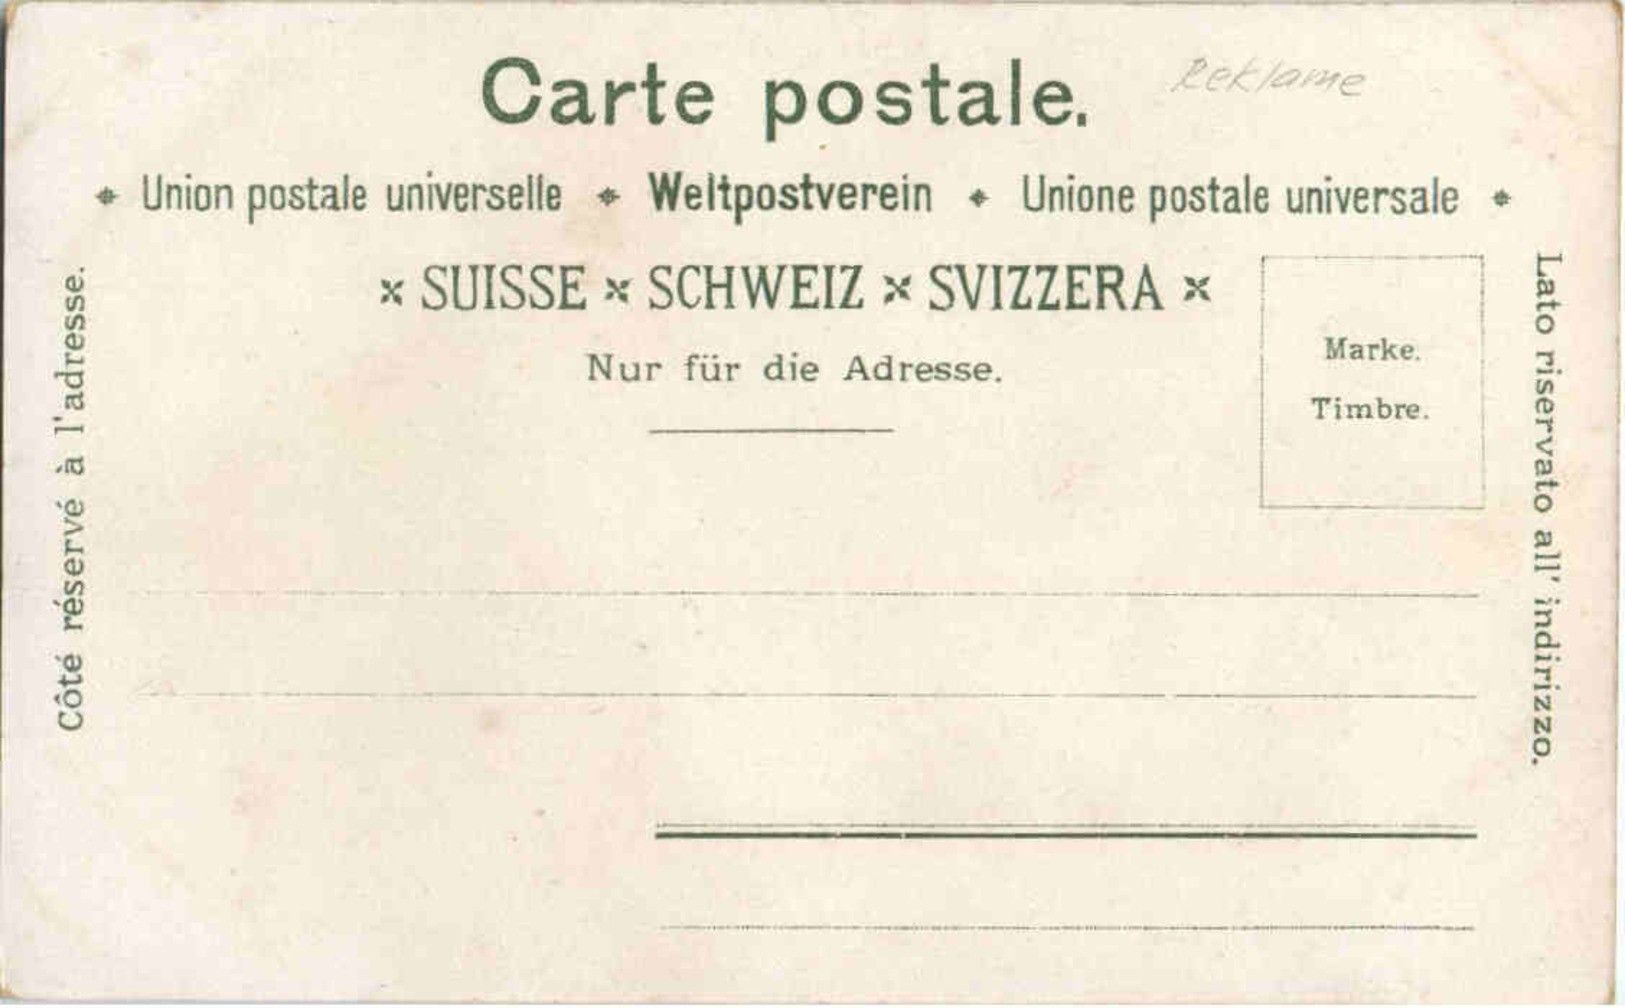 Carte postale.
Reklame
Union postale universelle Weltpostverein Unione postale universale
SUISSE SCHWEIZ SVIZZERA
Nur für die Adresse.
Marke.
Timbre.
Côté réservé à l'adresse.
Lato riservato all' indirizzo.